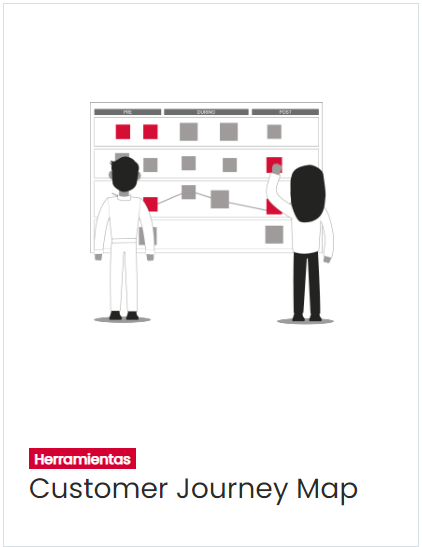 PRE DURING POST
Herramientas
Customer Journey Map